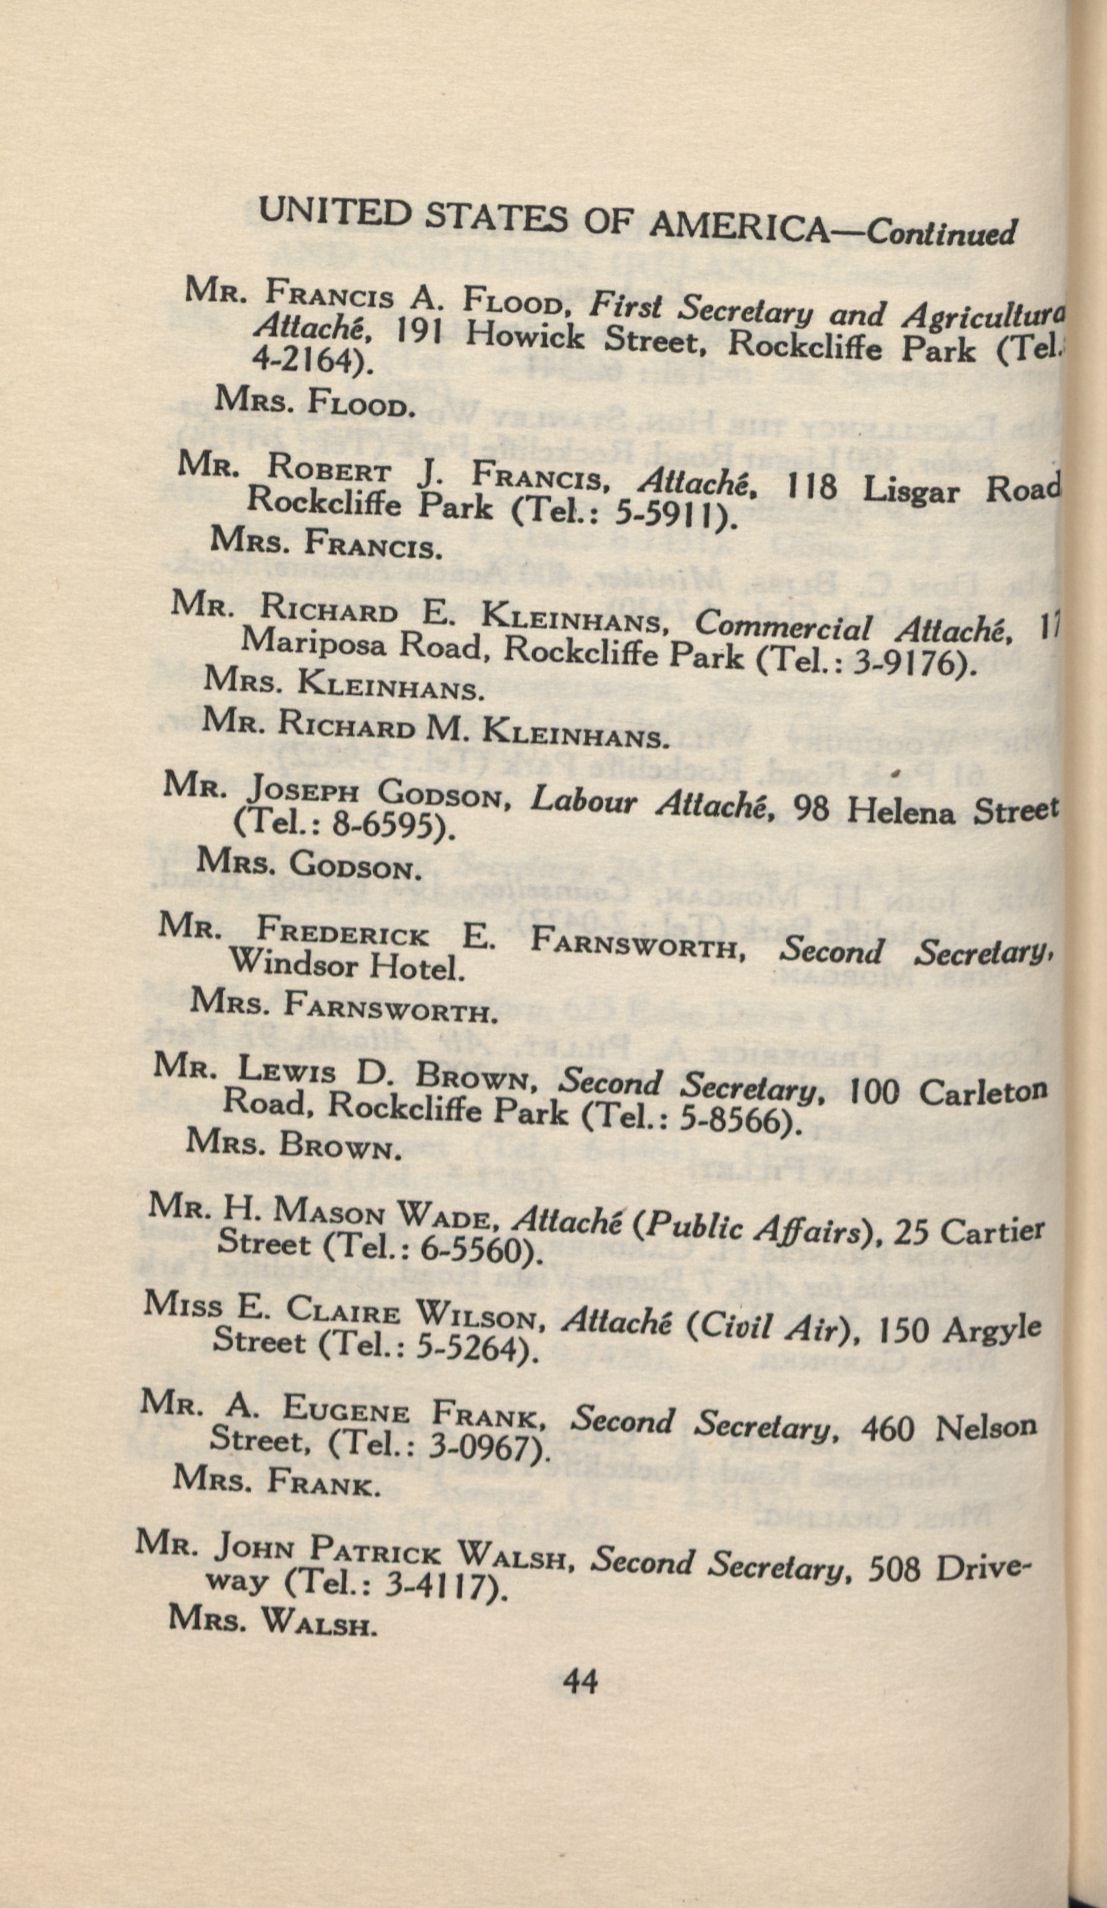 UNITED STATES OF AMERICA—Continued
MR. FRANCIS A. FLOOD, First Secretary and Agricultura
Attaché, 191 Howick Street, Rockcliffe Park (Tel.:
4-2164).
MRS. FLOOD.
MR. ROBERT J. FRANCIS, Attaché, 118 Lisgar Road
Rockcliffe Park (Tel.: 5-5911).
MRS. FRANCIS.
MR. RICHARD E. KLEINHANS, Commercial Attaché, 17
Mariposa Road, Rockcliffe Park (Tel.: 3-9176).
MRS. KLEINHANS.
MR. RICHARD M. KLEINHANS.
MR. JOSEPH GODSON, Labour Attaché, 98 Helena Street
(Tel.: 8-6595).
MRS. GODSON.
MR. FREDERICK E. FARNSWORTH, Second Secretary,
Windsor Hotel.
MRS. FARNSWORTH.
MR. LEWIS D. BROWN, Second Secretary, 100 Carleton
Road, Rockcliffe Park (Tel.: 5-8566).
MRS. BROWN.
MR. H. MASON WADE, Attaché (Public Affairs), 25 Cartier
Street (Tel.: 6-5560).
MISS E. CLAIRE WILSON, Attaché (Civil Air), 150 Argyle
Street (Tel.: 5-5264).
MR. A. EUGENE FRANK, Second Secretary, 460 Nelson
Street, (Tel.: 3-0967).
MRS. FRANK.
MR. JOHN PATRICK WALSH, Second Secretary, 508 Drive-
way (Tel.: 3-4117).
MRS. WALSH.
44